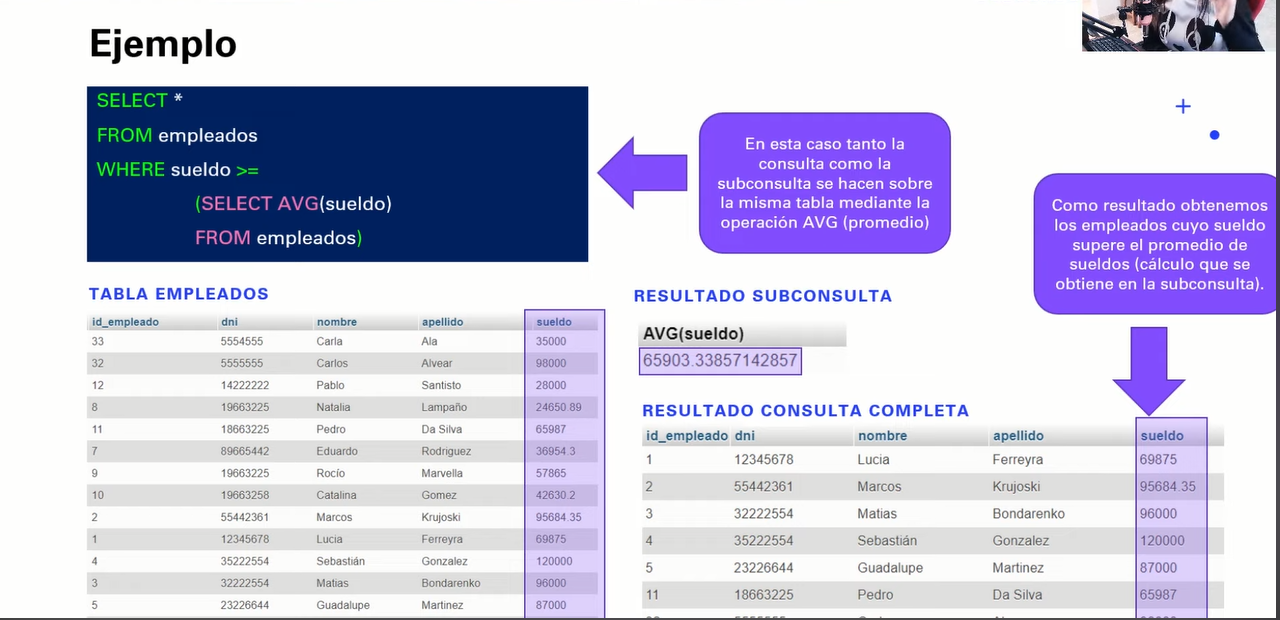 Ejemplo
SELECT *
FROM empleados
WHERE sueldo >=
(SELECT AVG(sueldo)
FROM empleados)
En esta caso tanto la
consulta como la
subconsulta se hacen sobre
la misma tabla mediante la
operación AVG (promedio)
Como resultado obtenemos
los empleados cuyo sueldo
supere el promedio de
sueldos (cálculo que se
obtiene en la subconsulta).
TABLA EMPLEADOS
id_empleado dni nombre apellido sueldo
33 5554555 Carla Ala 35000
32 5555555 Carlos Alvear 98000
12 14222222 Pablo Santisto 28000
8 19663225 Natalia Lampaño 24650.89
11 18663225 Pedro Da Silva 65987
7 89665442 Eduardo Rodriguez 36954.3
9 19663225 Rocío Marvella 57865
10 19663258 Catalina Gomez 42630.2
2 55442361 Marcos Krujoski 95684.35
1 12345678 Lucia Ferreyra 69875
4 35222554 Sebastián Gonzalez 120000
3 32222554 Matias Bondarenko 96000
5 23226644 Guadalupe Martinez 87000
RESULTADO SUBCONSULTA
AVG(sueldo)
65903.33857142857
RESULTADO CONSULTA COMPLETA
id_empleado dni nombre apellido sueldo
1 12345678 Lucia Ferreyra 69875
2 55442361 Marcos Krujoski 95684.35
3 32222554 Matias Bondarenko 96000
4 35222554 Sebastián Gonzalez 120000
5 23226644 Guadalupe Martinez 87000
11 18663225 Pedro Da Silva 65987